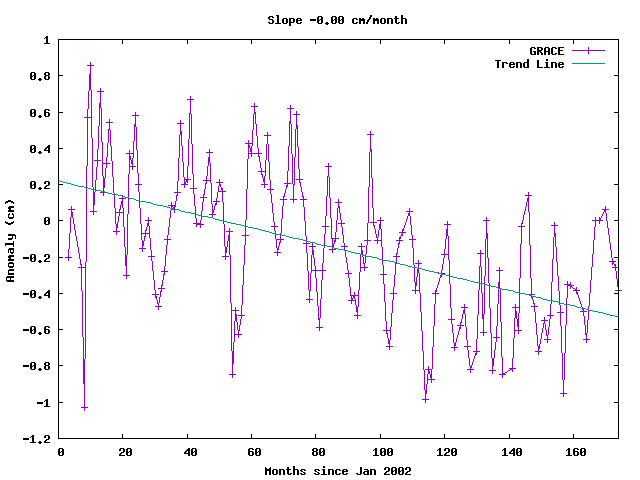 Slope -0.00 cm/month
GRACE
Trend Line
1
0.8
0.6
0.4
0.2
0
-0.2
-0.4
-0.6
-0.8
-1
-1.2
Anomaly (cm)
0 20 40 60 80 100 120 140 160
Months since Jan 2002